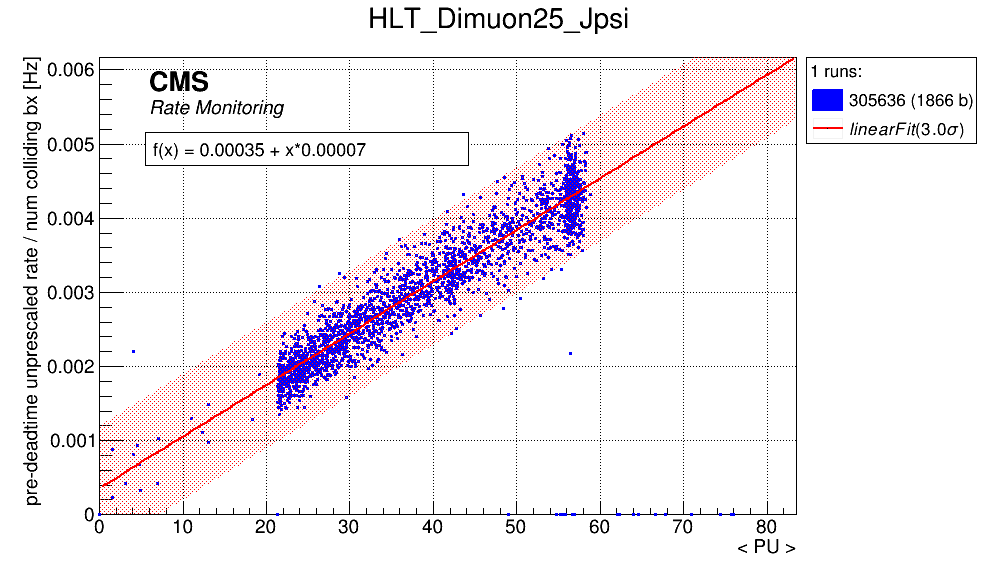 HLT_Dimuon25_Jpsi
pre-deadtime unprescaled rate / num colliding bx [Hz]
CMS
Rate Monitoring
f(x) = 0.00035 + x*0.00007
1 runs:
305636 (1866 b)
linearFit(3.0σ)
0.006
0.005
0.004
0.003
0.002
0.001
0
0 10 20 30 40 50 60 70 80
< PU >